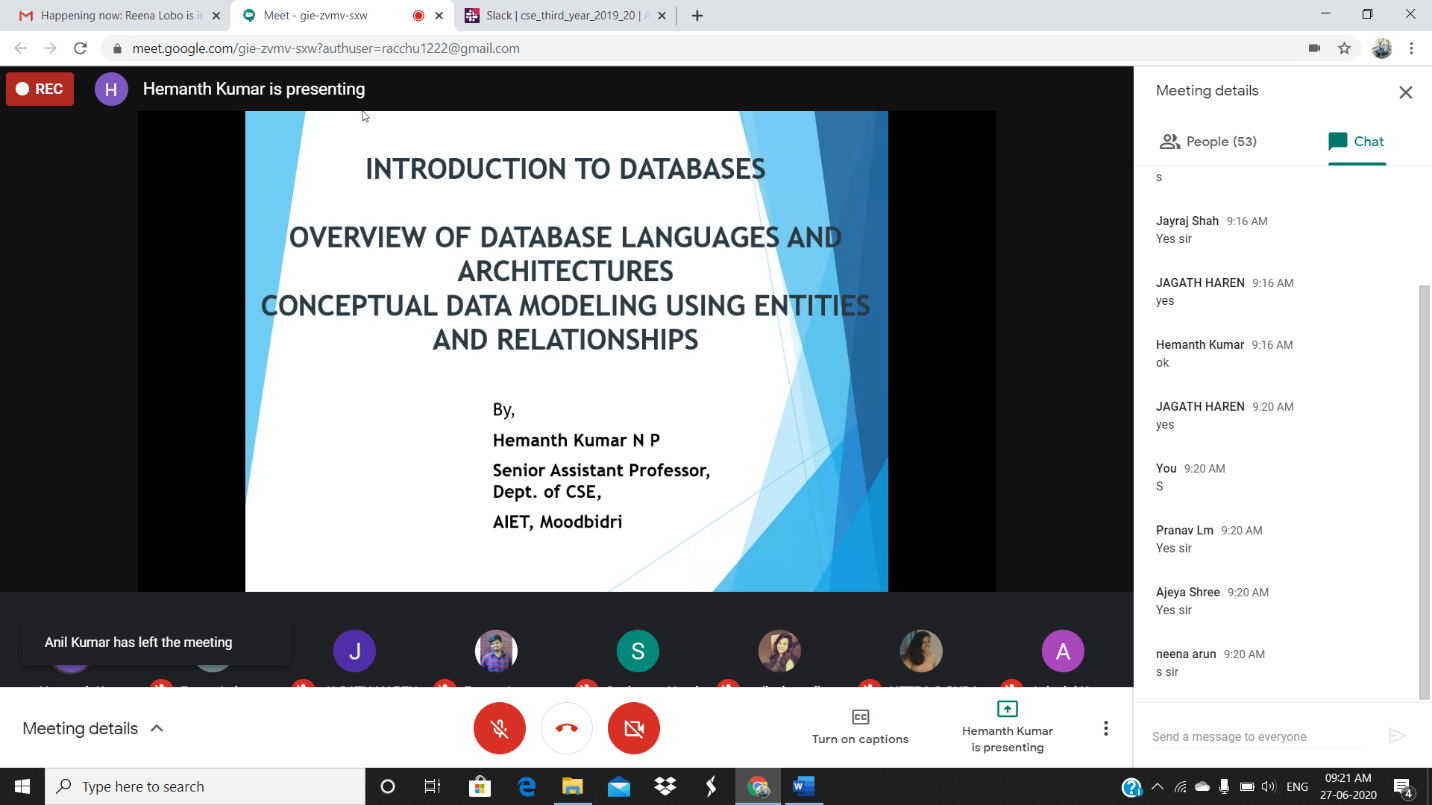 Happening now: Reena Lobo is in
Meet - gie-zvmv-sxw
Slack | cse_third_year_2019_20 | A
meet.google.com/gie-zvmv-sxw?authuser=racchu1222@gmail.com
REC
H
Hemanth Kumar is presenting
INTRODUCTION TO DATABASES
OVERVIEW OF DATABASE LANGUAGES AND
ARCHITECTURES
CONCEPTUAL DATA MODELING USING ENTITIES
AND RELATIONSHIPS
By,
Hemanth Kumar N P
Senior Assistant Professor,
Dept. of CSE,
AIET, Moodbidri
Anil Kumar has left the meeting
J
S
A
Meeting details
People (53)
Chat
s
Jayraj Shah 9:16 AM
Yes sir
JAGATH HAREN 9:16 AM
yes
Hemanth Kumar 9:16 AM
ok
JAGATH HAREN 9:20 AM
yes
You 9:20 AM
S
Pranav Lm 9:20 AM
Yes sir
Ajeya Shree 9:20 AM
Yes sir
neena arun 9:20 AM
s sir
Send a message to everyone
Meeting details
CC
Turn on captions
Hemanth Kumar
is presenting
Type here to search
ENG
09:21 AM
27-06-2020
4